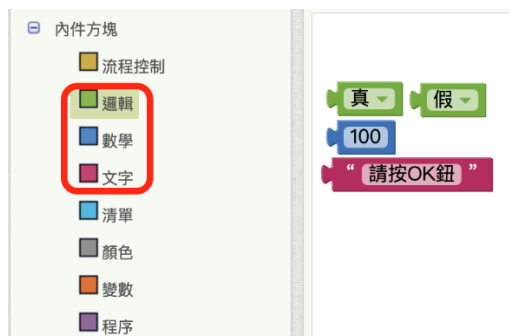 內件方塊
流程控制
邏輯
數學
文字
清單
顏色
變數
程序
真 假
100
“ 請按OK鈕 ”